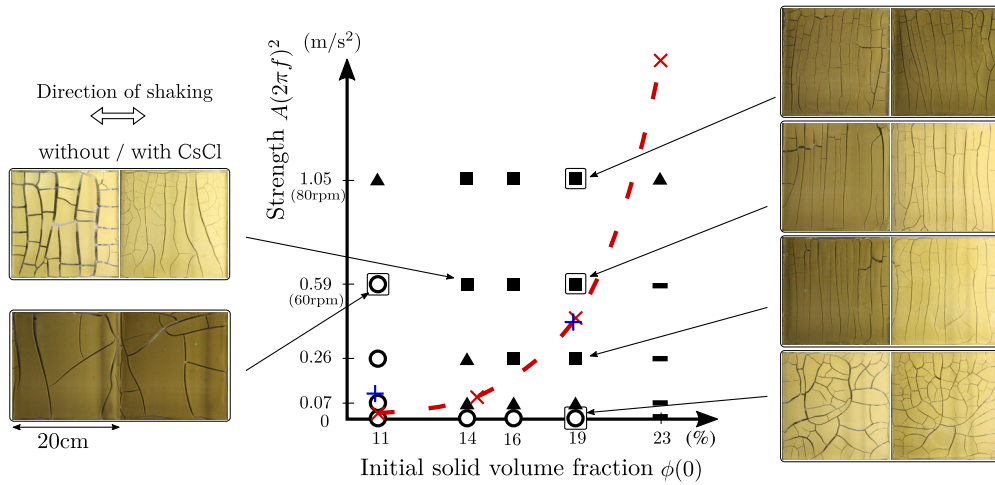 (m/s²)
Strength A(2πf)²
Direction of shaking
without / with CsCl
1.05
(80rpm)
0.59
(60rpm)
0.26
0.07
0
11
14
16
19
23
(%)
20cm
Initial solid volume fraction ϕ(0)